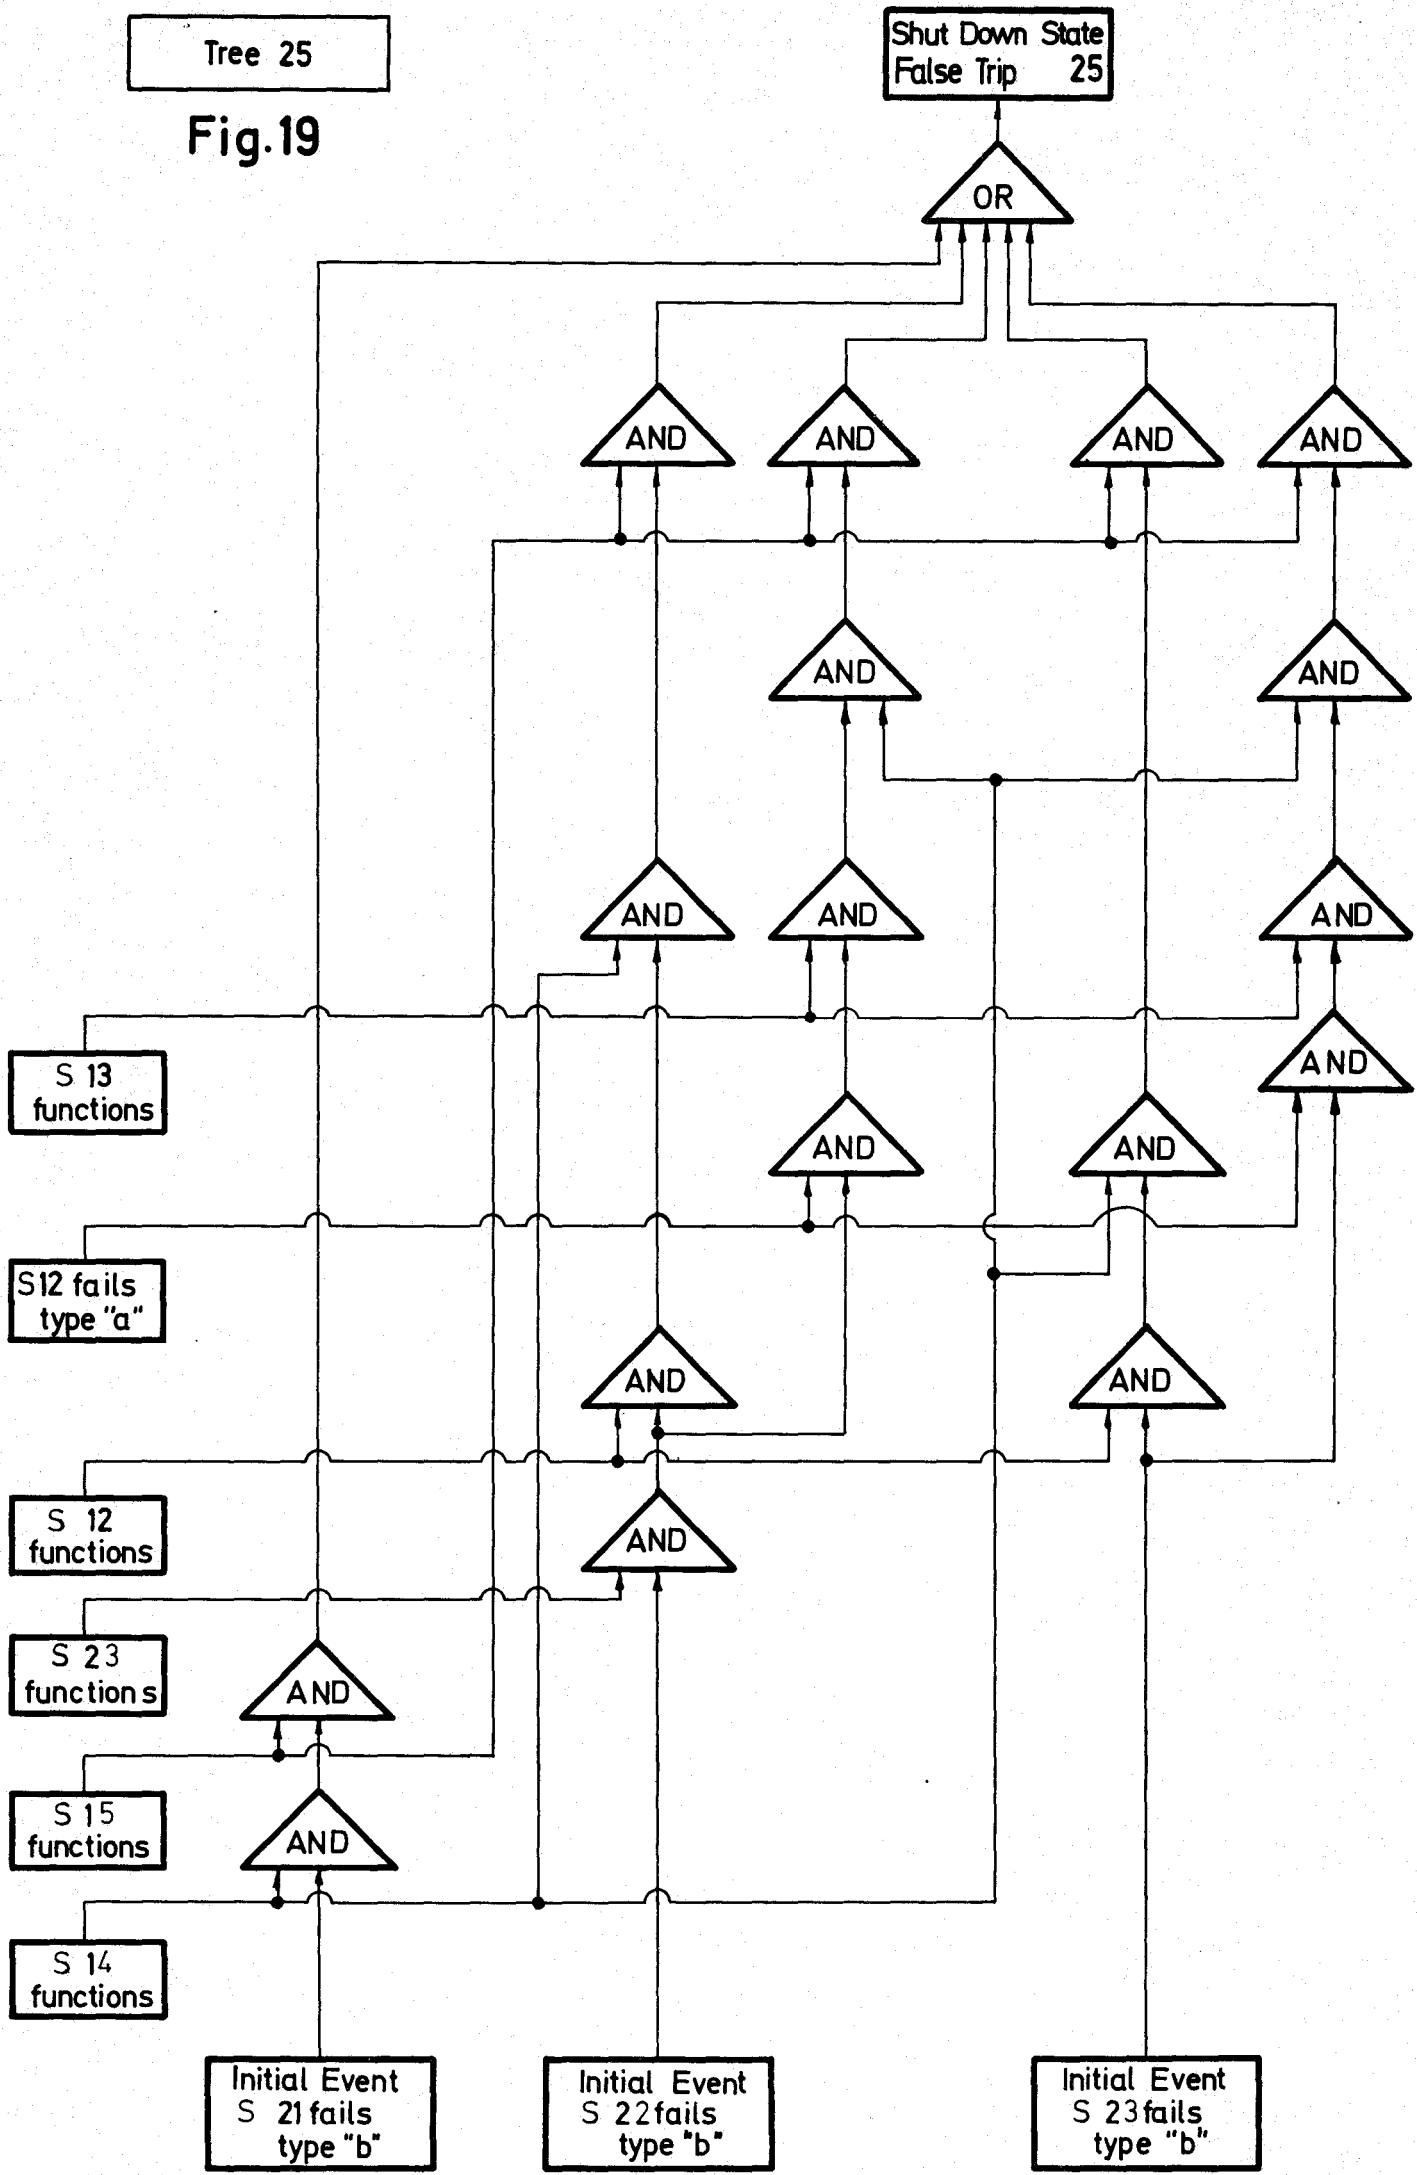 Tree 25
Fig.19
Shut Down State
False Trip 25
OR
AND
AND
AND
AND
AND
AND
AND
AND
AND
S 13
functions
AND
AND
AND
S12 fails
type "a"
AND
AND
S 12
functions
AND
S 23
functions
AND
S 15
functions
AND
S 14
functions
Initial Event
S 21 fails
type "b"
Initial Event
S 22 fails
type "b"
Initial Event
S 23 fails
type "b"